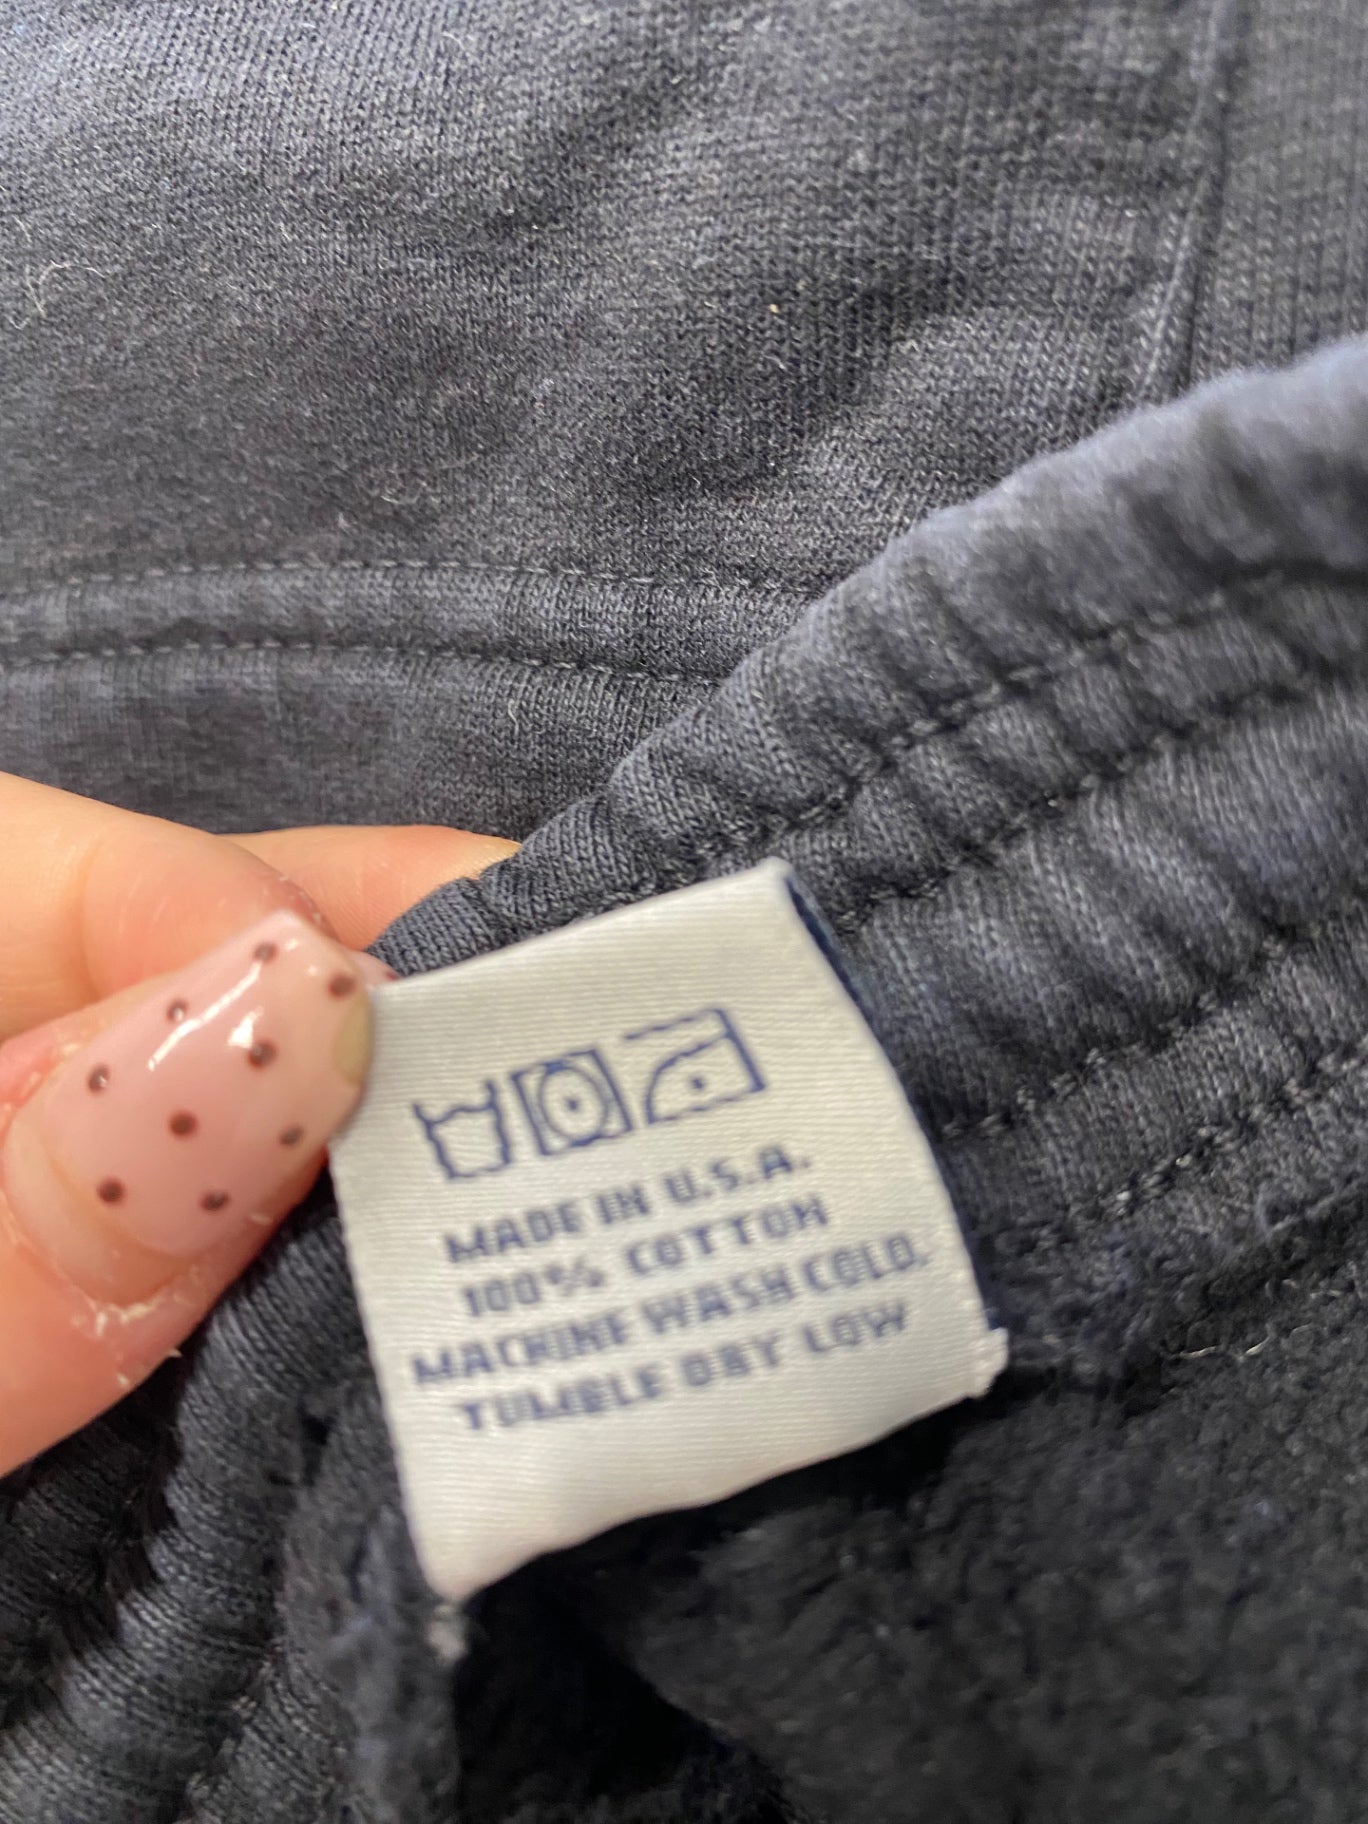 MADE IN U.S.A.
100% COTTON
MACHINE WASH COLD.
TUMBLE DRY LOW